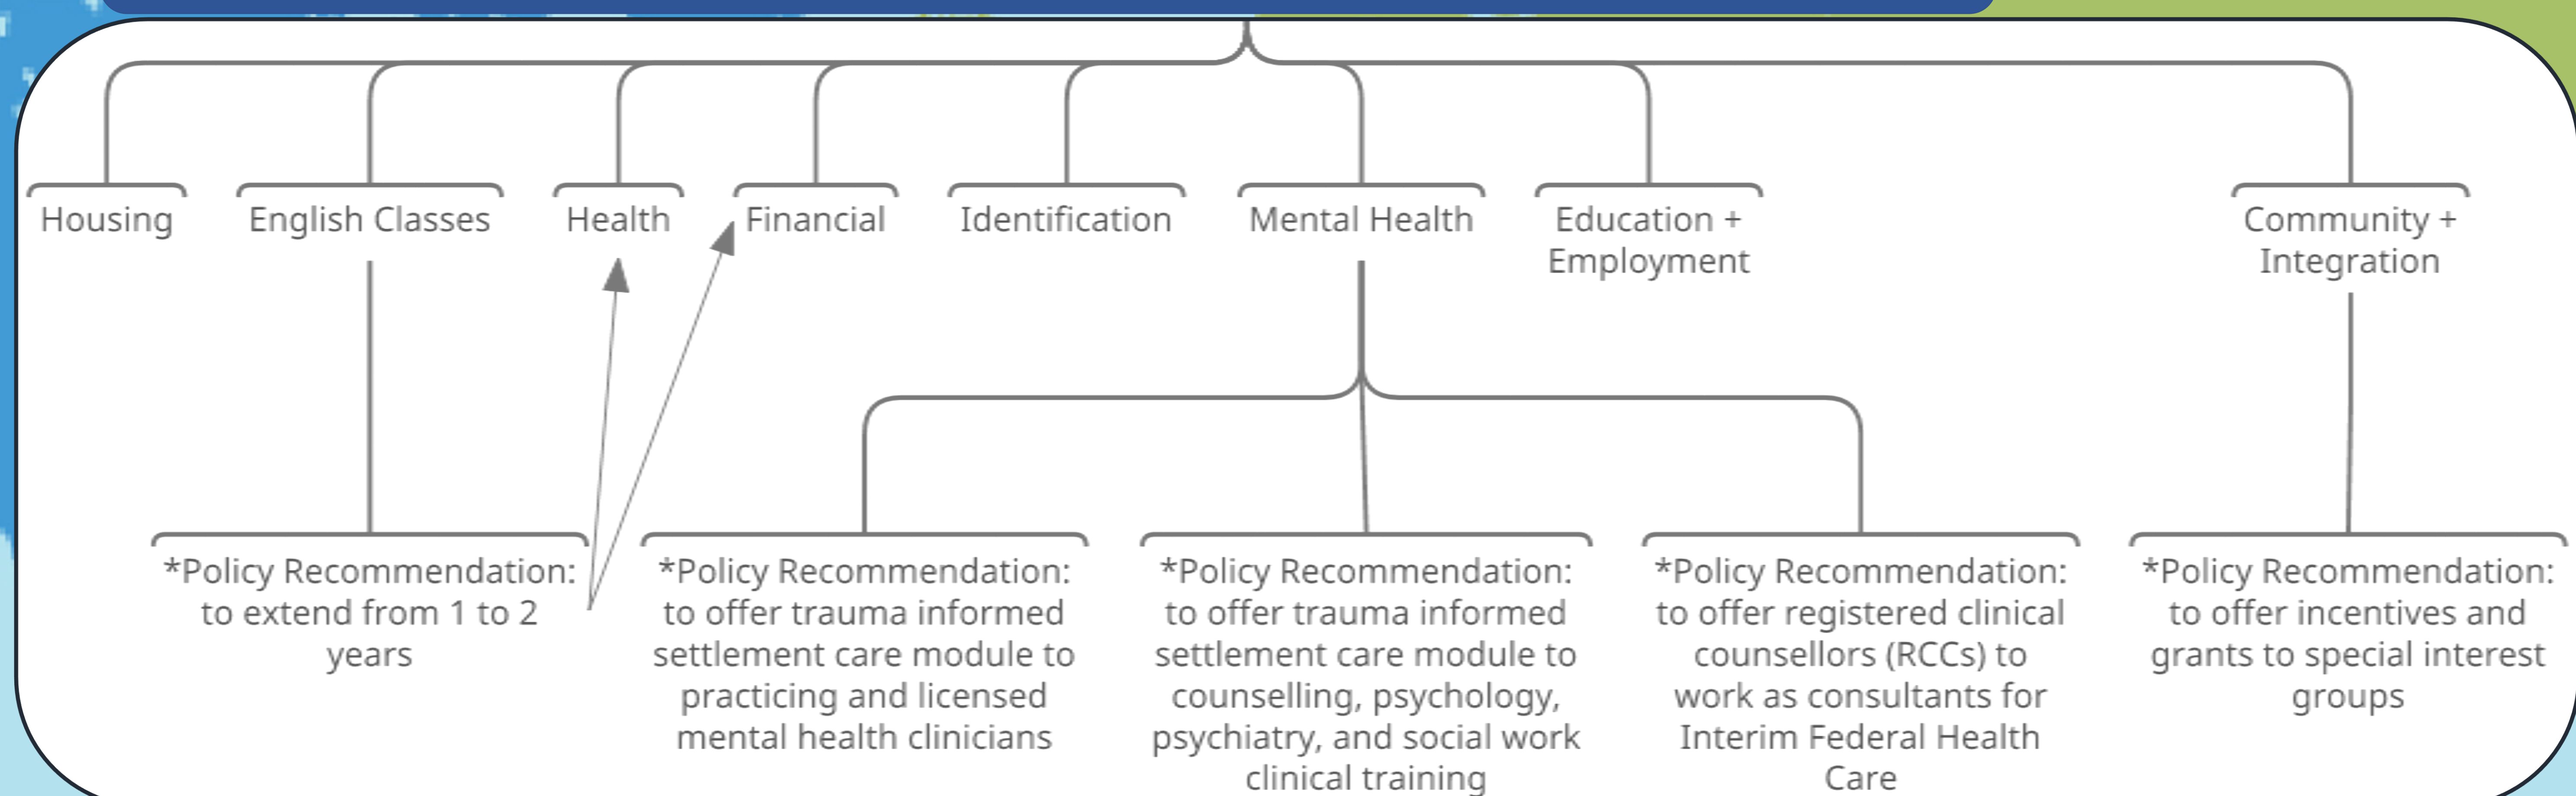 Housing
English Classes
Health
Financial
Identification
Mental Health
Education +
Employment
Community +
Integration
*Policy Recommendation:
to extend from 1 to 2
years
*Policy Recommendation:
to offer trauma informed
settlement care module to
practicing and licensed
mental health clinicians
*Policy Recommendation:
to offer trauma informed
settlement care module to
counselling, psychology,
psychiatry, and social work
clinical training
*Policy Recommendation:
to offer registered clinical
counsellors (RCCs) to
work as consultants for
Interim Federal Health
Care
*Policy Recommendation:
to offer incentives and
grants to special interest
groups